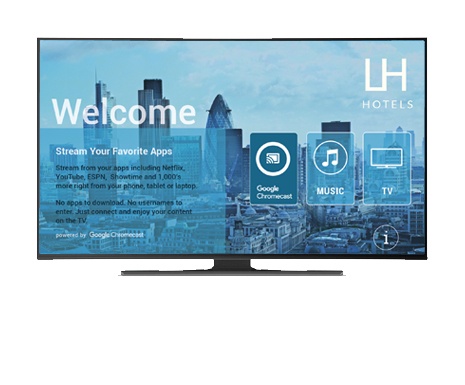 Welcome
UH
HOTELS
Stream Your Favorite Apps
Stream from your apps including Netflix,
YouTube, ESPN, Showtime and 1,000's
more right from your phone, tablet or laptop.
No apps to download. No usernames to
enter. Just connect and enjoy your content
on the TV.
powered by Google Chromecast
Google
Chromecast
MUSIC
TV
i